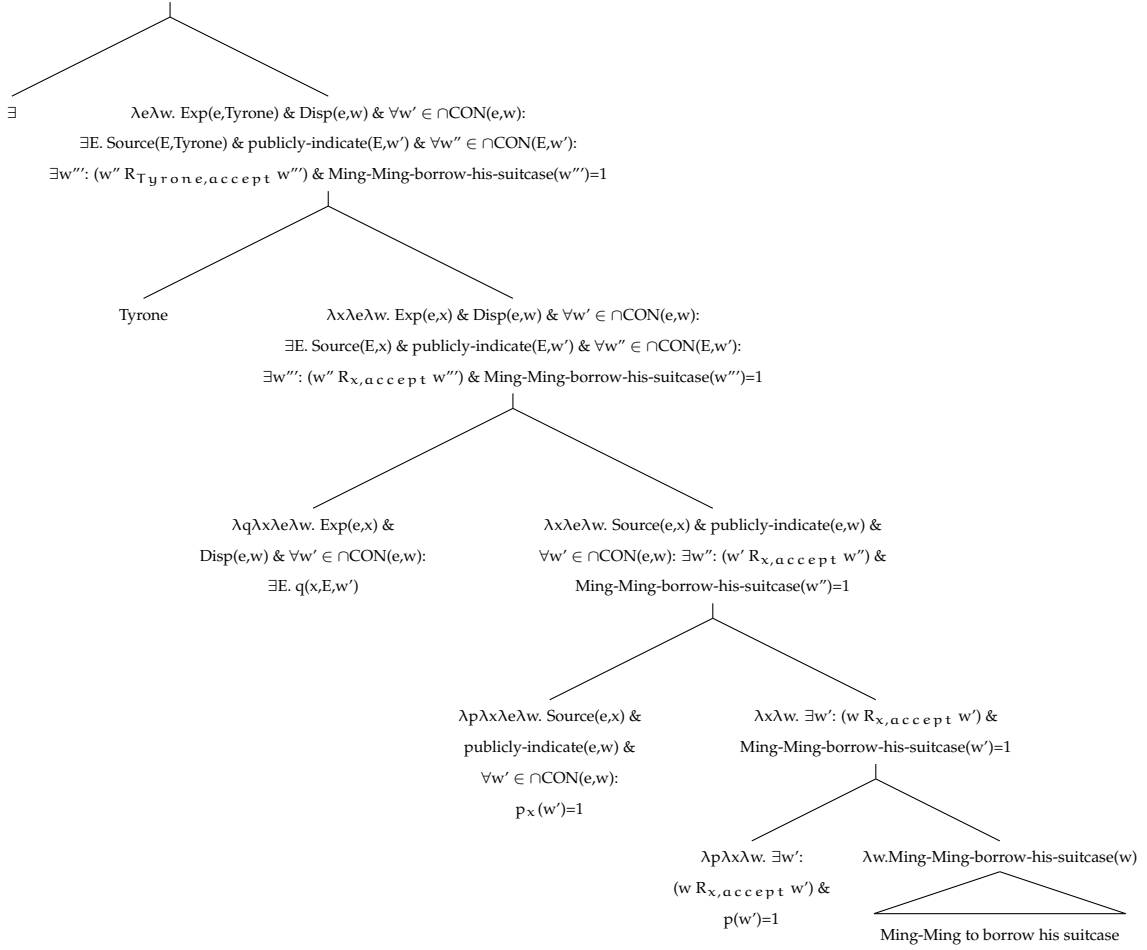 ∃
λeλw. Exp(e,Tyrone) & Disp(e,w) & ∀w’ ∈ ∩CON(e,w):
∃E. Source(E,Tyrone) & publicly-indicate(E,w’) & ∀w” ∈ ∩CON(E,w’):
∃w”’: (w” R_Tyrone,accept w”’) & Ming-Ming-borrow-his-suitcase(w”’)=1
Tyrone
λxλeλw. Exp(e,x) & Disp(e,w) & ∀w’ ∈ ∩CON(e,w):
∃E. Source(E,x) & publicly-indicate(E,w’) & ∀w” ∈ ∩CON(E,w’):
∃w”’: (w” R_x,accept w”’) & Ming-Ming-borrow-his-suitcase(w”’)=1
λqλxλeλw. Exp(e,x) &
Disp(e,w) & ∀w’ ∈ ∩CON(e,w):
∃E. q(x,E,w’)
λxλeλw. Source(e,x) & publicly-indicate(e,w) &
∀w’ ∈ ∩CON(e,w): ∃w”: (w’ R_x,accept w”) &
Ming-Ming-borrow-his-suitcase(w”)=1
λpλxλeλw. Source(e,x) &
publicly-indicate(e,w) &
∀w’ ∈ ∩CON(e,w):
p_x(w’)=1
λxλw. ∃w’: (w R_x,accept w’) &
Ming-Ming-borrow-his-suitcase(w’)=1
λpλxλw. ∃w’:
(w R_x,accept w’) &
p(w’)=1
λw.Ming-Ming-borrow-his-suitcase(w)
Ming-Ming to borrow his suitcase